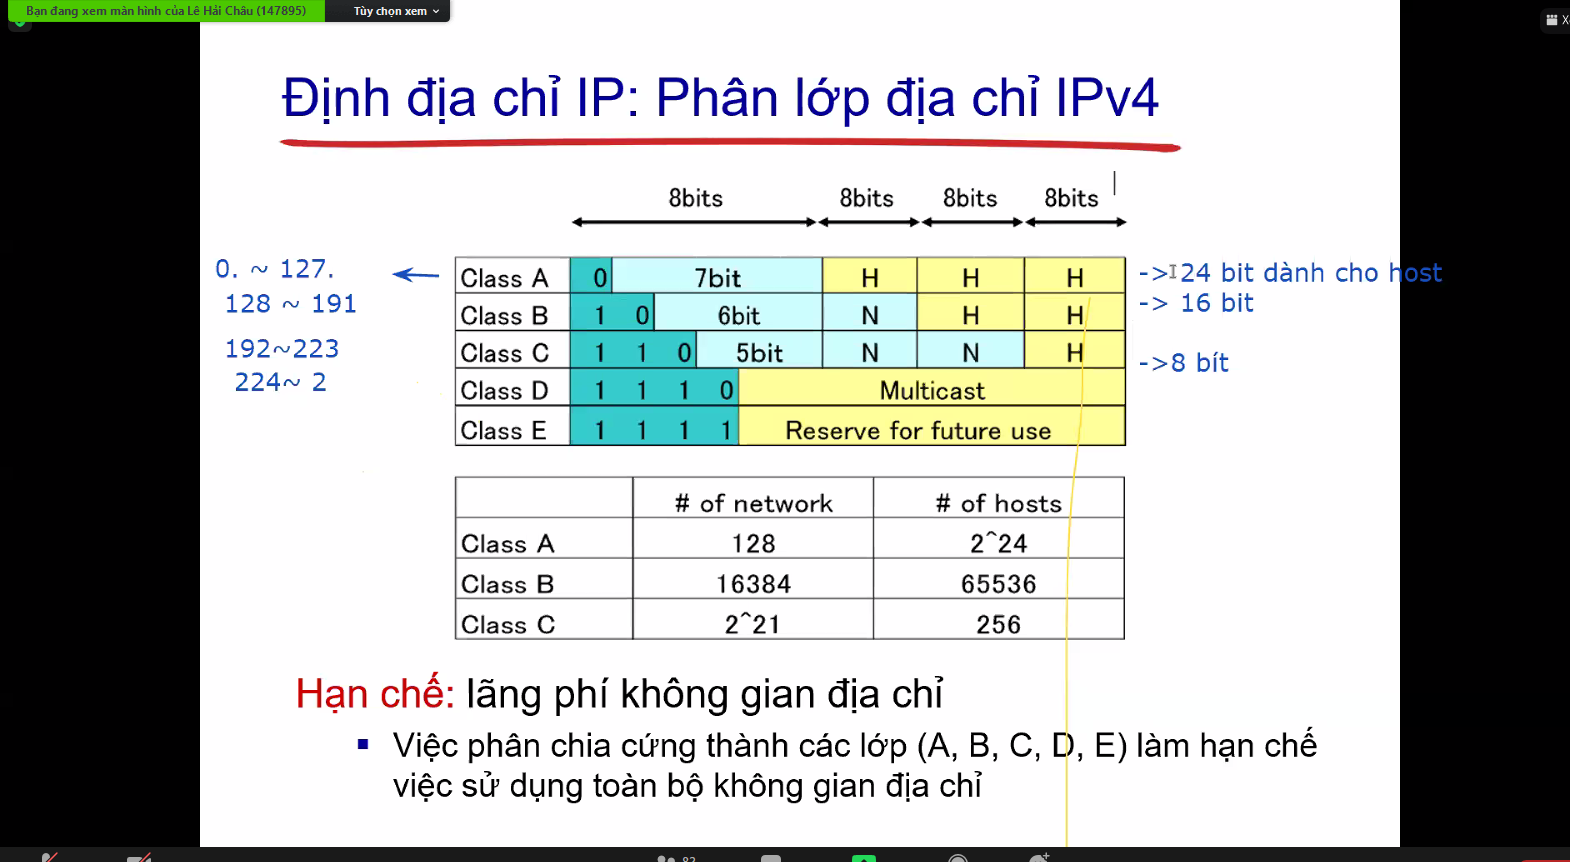 Bạn đang xem màn hình của Lê Hải Châu (147895) Tùy chọn xem
Định địa chỉ IP: Phân lớp địa chỉ IPv4
8bits 8bits 8bits 8bits
0. ~ 127. Class A 0 7bit H H H ->24 bit dành cho host
128 ~ 191 Class B 1 0 6bit N H H -> 16 bit
192~223 Class C 1 1 0 5bit N N H ->8 bít
224~ 2 Class D 1 1 1 0 Multicast
Class E 1 1 1 1 Reserve for future use
# of network # of hosts
Class A 128 2^24
Class B 16384 65536
Class C 2^21 256
Hạn chế: lãng phí không gian địa chỉ
▪ Việc phân chia cứng thành các lớp (A, B, C, D, E) làm hạn chế
việc sử dụng toàn bộ không gian địa chỉ